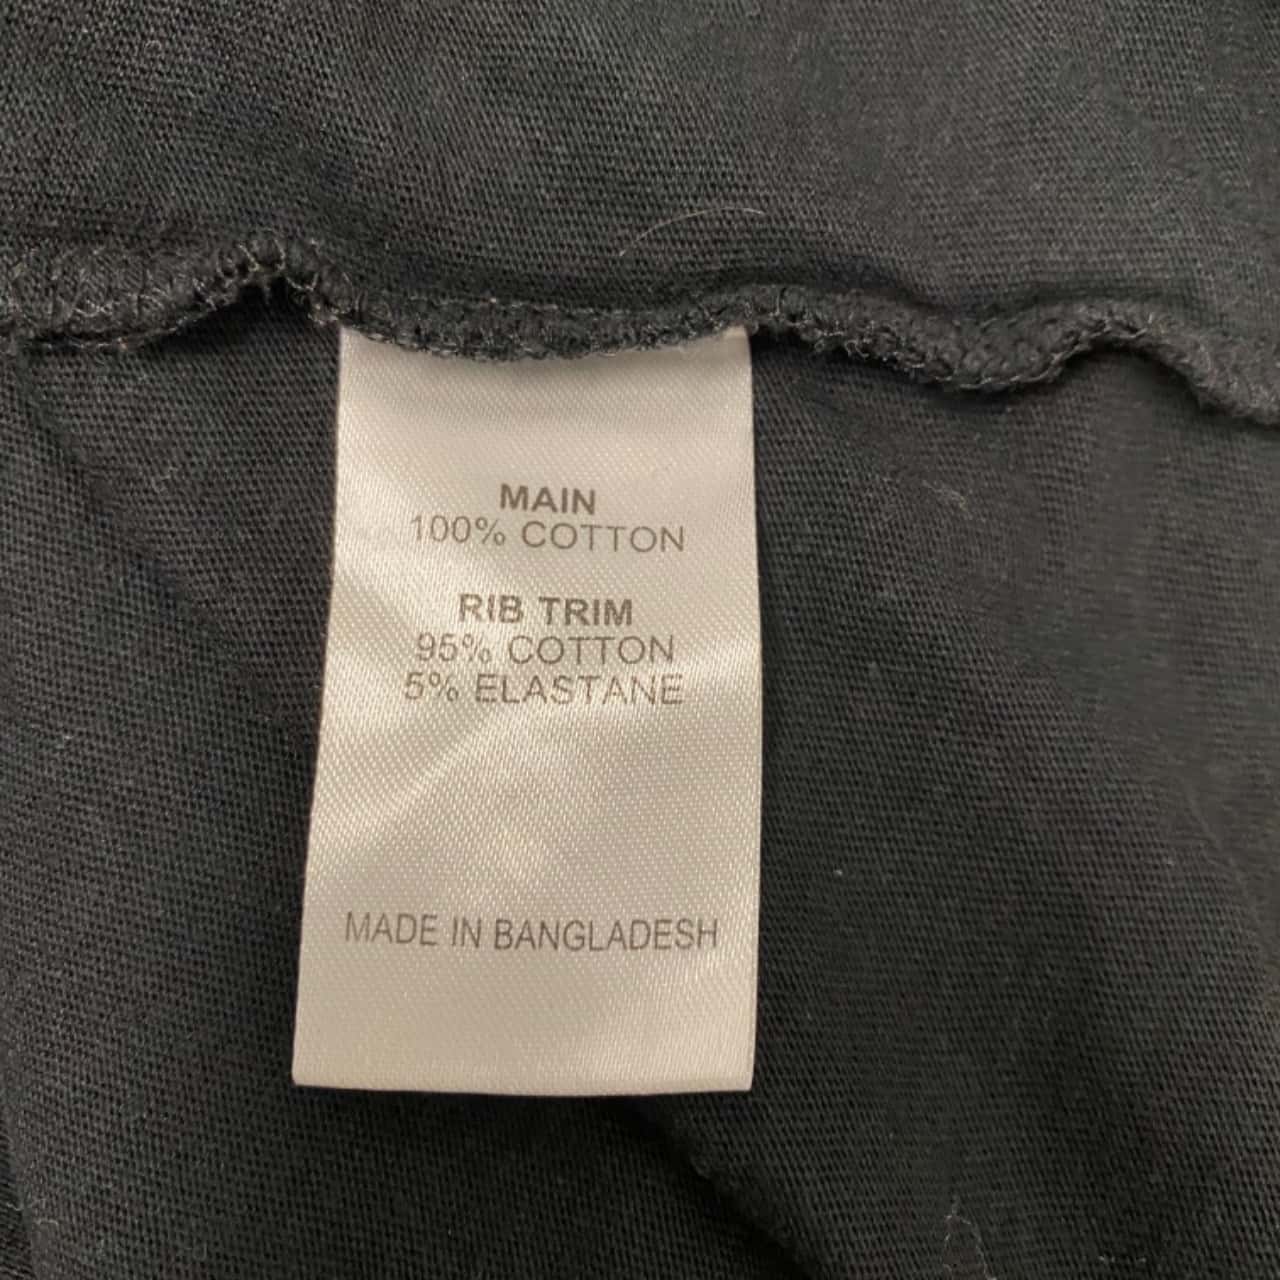 MAIN
100% COTTON
RIB TRIM
95% COTTON
5% ELASTANE
MADE IN BANGLADESH